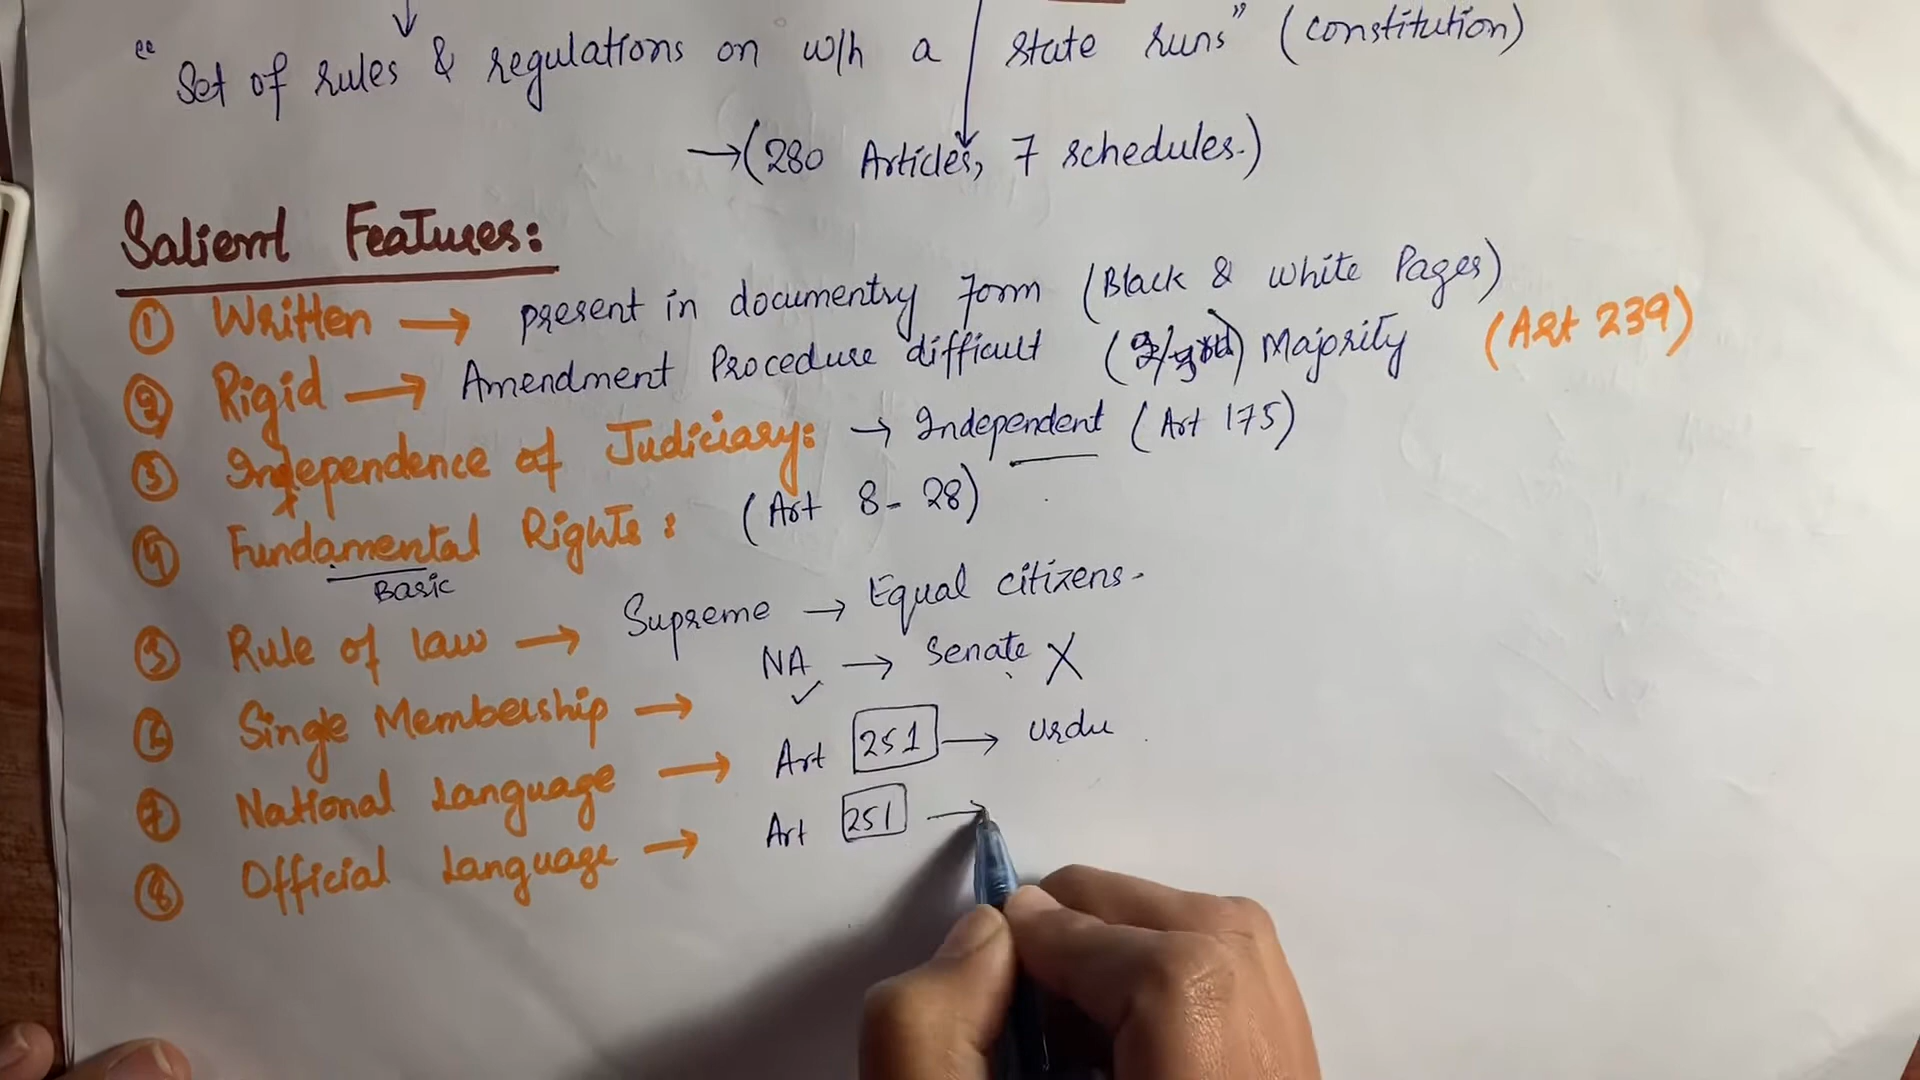 “ Set of rules & regulations on w/h a state runs” (constitution)
→(280 Articles, 7 schedules.)
Salient Features:
① Written → present in documentry form (Black & white Pages)
② Rigid → Amendment Procedure difficult (2/3rd) Majority (Art 239)
③ Independence of Judiciary: → Independent (Art 175)
④ Fundamental Rights: (Art 8-28)
Basic
⑤ Rule of law → Supreme → Equal citizens.
⑥ Single Membership → NA ✓ → Senate X
⑦ National Language → Art 251 → Urdu
⑧ Official Language → Art 251 →